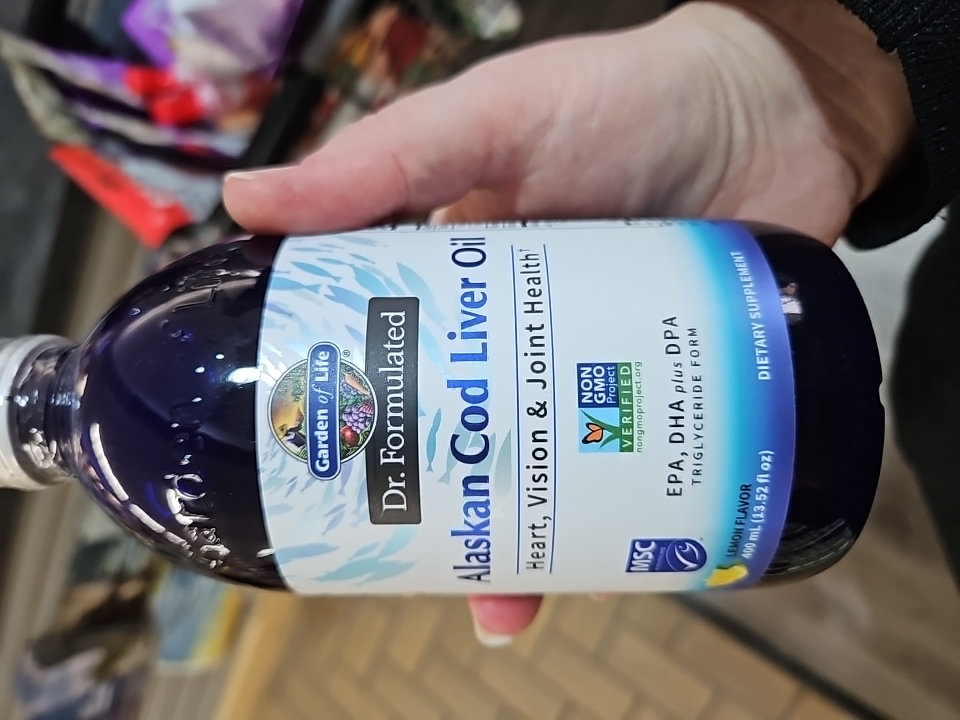 Garden of Life®
Dr. Formulated
Alaskan Cod Liver Oil
Heart, Vision & Joint Health†
NON
GMO
Project
VERIFIED
nongmoproject.org
EPA, DHA plus DPA
TRIGLYCERIDE FORM
MSC
LEMON FLAVOR
400 mL (13.52 fl oz)
DIETARY SUPPLEMENT